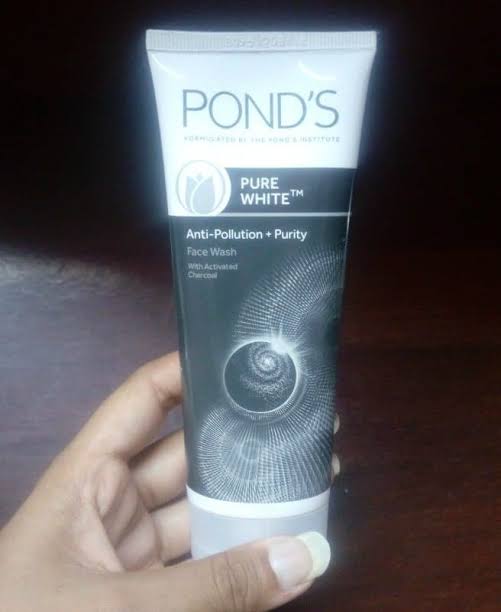 POND'S
FORMULATED BY THE POND'S INSTITUTE
PURE
WHITE™
Anti-Pollution + Purity
Face Wash
With Activated
Charcoal